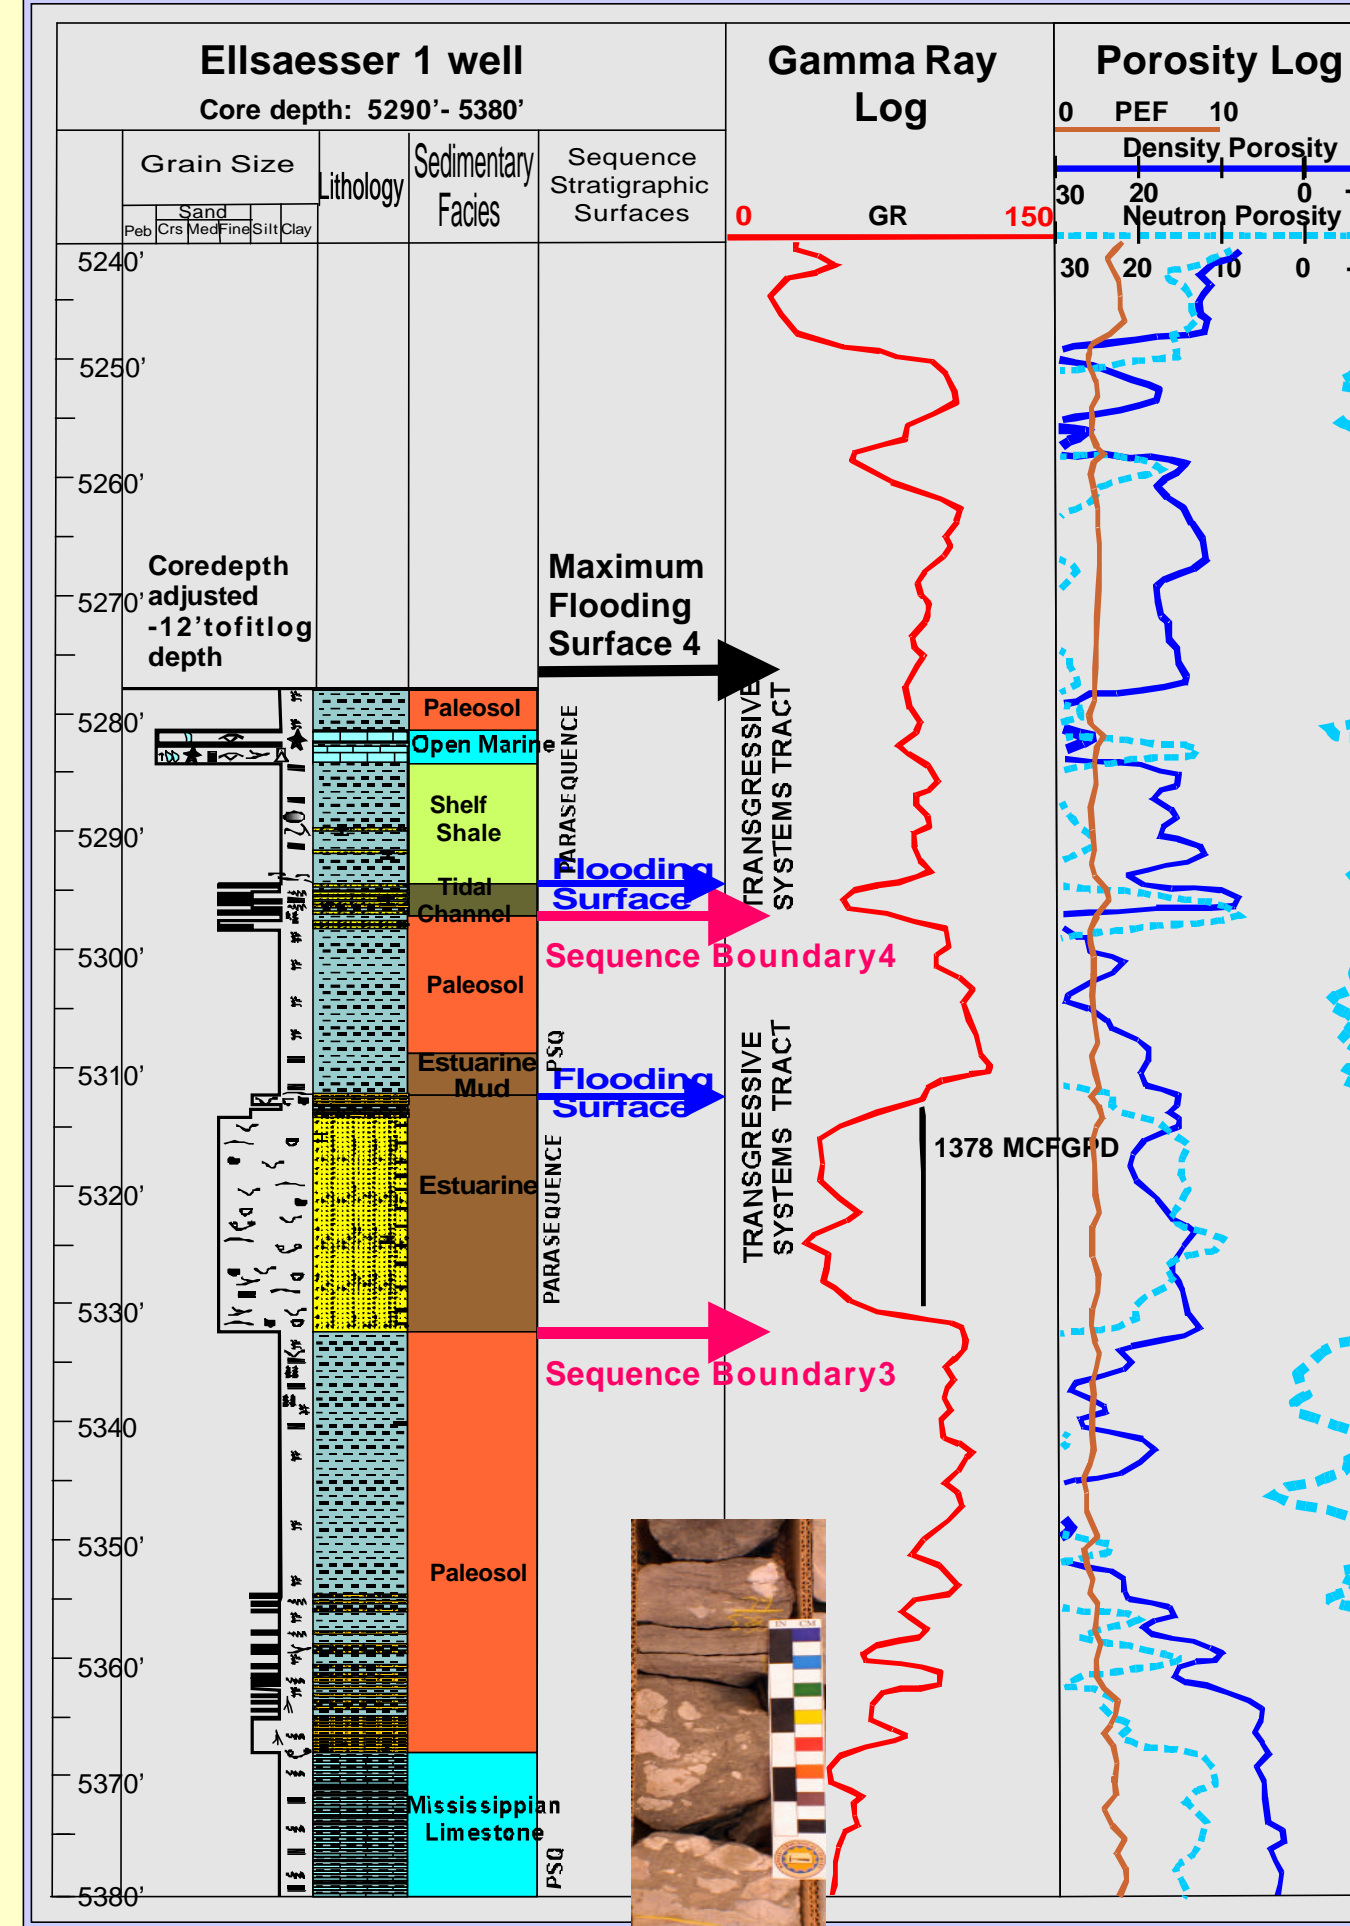 Ellsaesser 1 well
Core depth: 5290’- 5380’
Gamma Ray
Log
Porosity Log
0 PEF 10
Density Porosity
30 20 0
Neutron Porosity
30 20 10 0
Grain Size
Sand
Peb Crs Med Fine Silt Clay
Lithology
Sedimentary
Facies
Sequence
Stratigraphic
Surfaces
0 GR 150
5240’
5250’
5260’
5270’
5280’
5290’
5300’
5310’
5320’
5330’
5340
5350’
5360’
5370’
5380’
Coredepth
adjusted
-12’tofitlog
depth
Maximum
Flooding
Surface 4
Paleosol
Open Marine
Shelf
Shale
Tidal
Channel
Paleosol
Estuarine
Mud
Estuarine
Paleosol
Mississippian
Limestone
PARASEQUENCE
Flooding
Surface
Sequence Boundary4
PSQ
Flooding
Surface
PARASEQUENCE
Sequence Boundary3
PSQ
TRANSGRESSIVE
SYSTEMS TRACT
TRANSGRESSIVE
SYSTEMS TRACT
1378 MCFGPD
IN CM